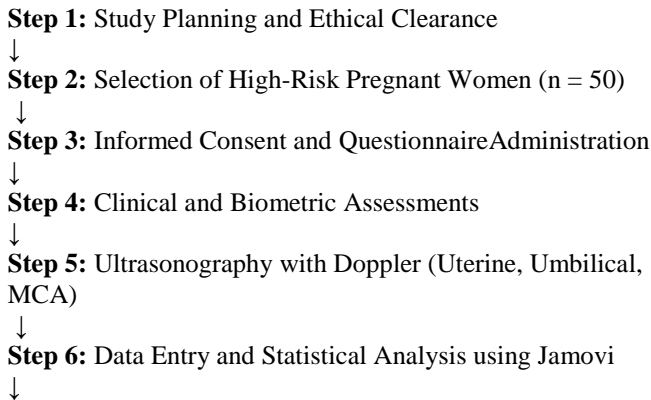 Step 1: Study Planning and Ethical Clearance
↓
Step 2: Selection of High-Risk Pregnant Women (n = 50)
↓
Step 3: Informed Consent and QuestionnaireAdministration
↓
Step 4: Clinical and Biometric Assessments
↓
Step 5: Ultrasonography with Doppler (Uterine, Umbilical,
MCA)
↓
Step 6: Data Entry and Statistical Analysis using Jamovi
↓